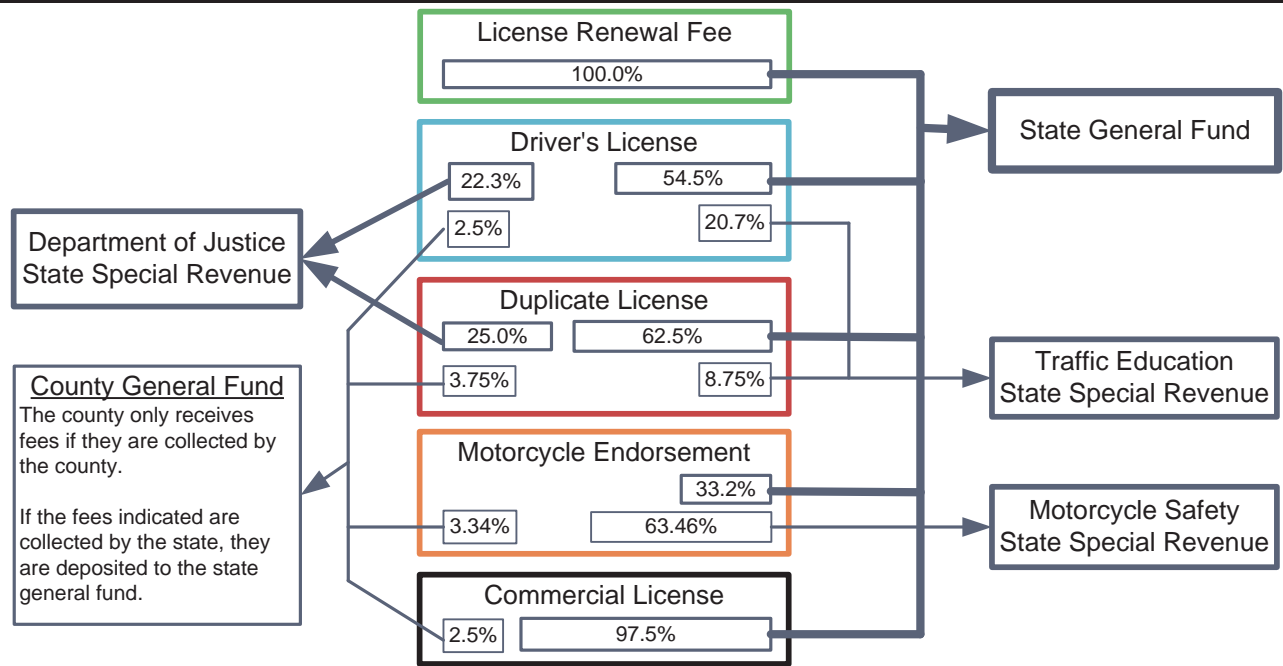 License Renewal Fee
100.0%
State General Fund
Driver's License
22.3%
54.5%
2.5%
20.7%
Department of Justice
State Special Revenue
Duplicate License
25.0%
62.5%
3.75%
8.75%
Traffic Education
State Special Revenue
County General Fund
The county only receives
fees if they are collected by
the county.
If the fees indicated are
collected by the state, they
are deposited to the state
general fund.
Motorcycle Endorsement
33.2%
3.34%
63.46%
Motorcycle Safety
State Special Revenue
Commercial License
2.5%
97.5%